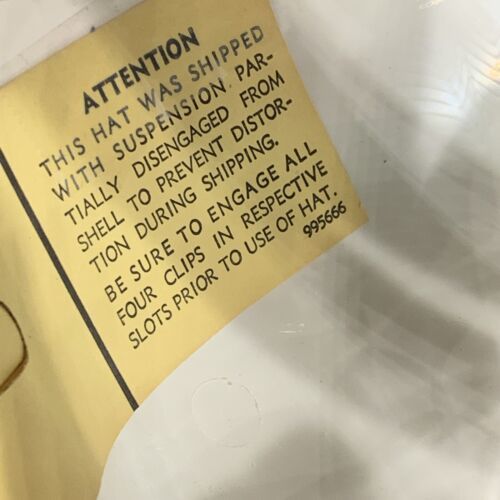 ATTENTION
THIS HAT WAS SHIPPED
WITH SUSPENSION PAR-
TIALLY DISENGAGED FROM
SHELL TO PREVENT DISTOR-
TION DURING SHIPPING.
BE SURE TO ENGAGE ALL
FOUR CLIPS IN RESPECTIVE
SLOTS PRIOR TO USE OF HAT.
995666